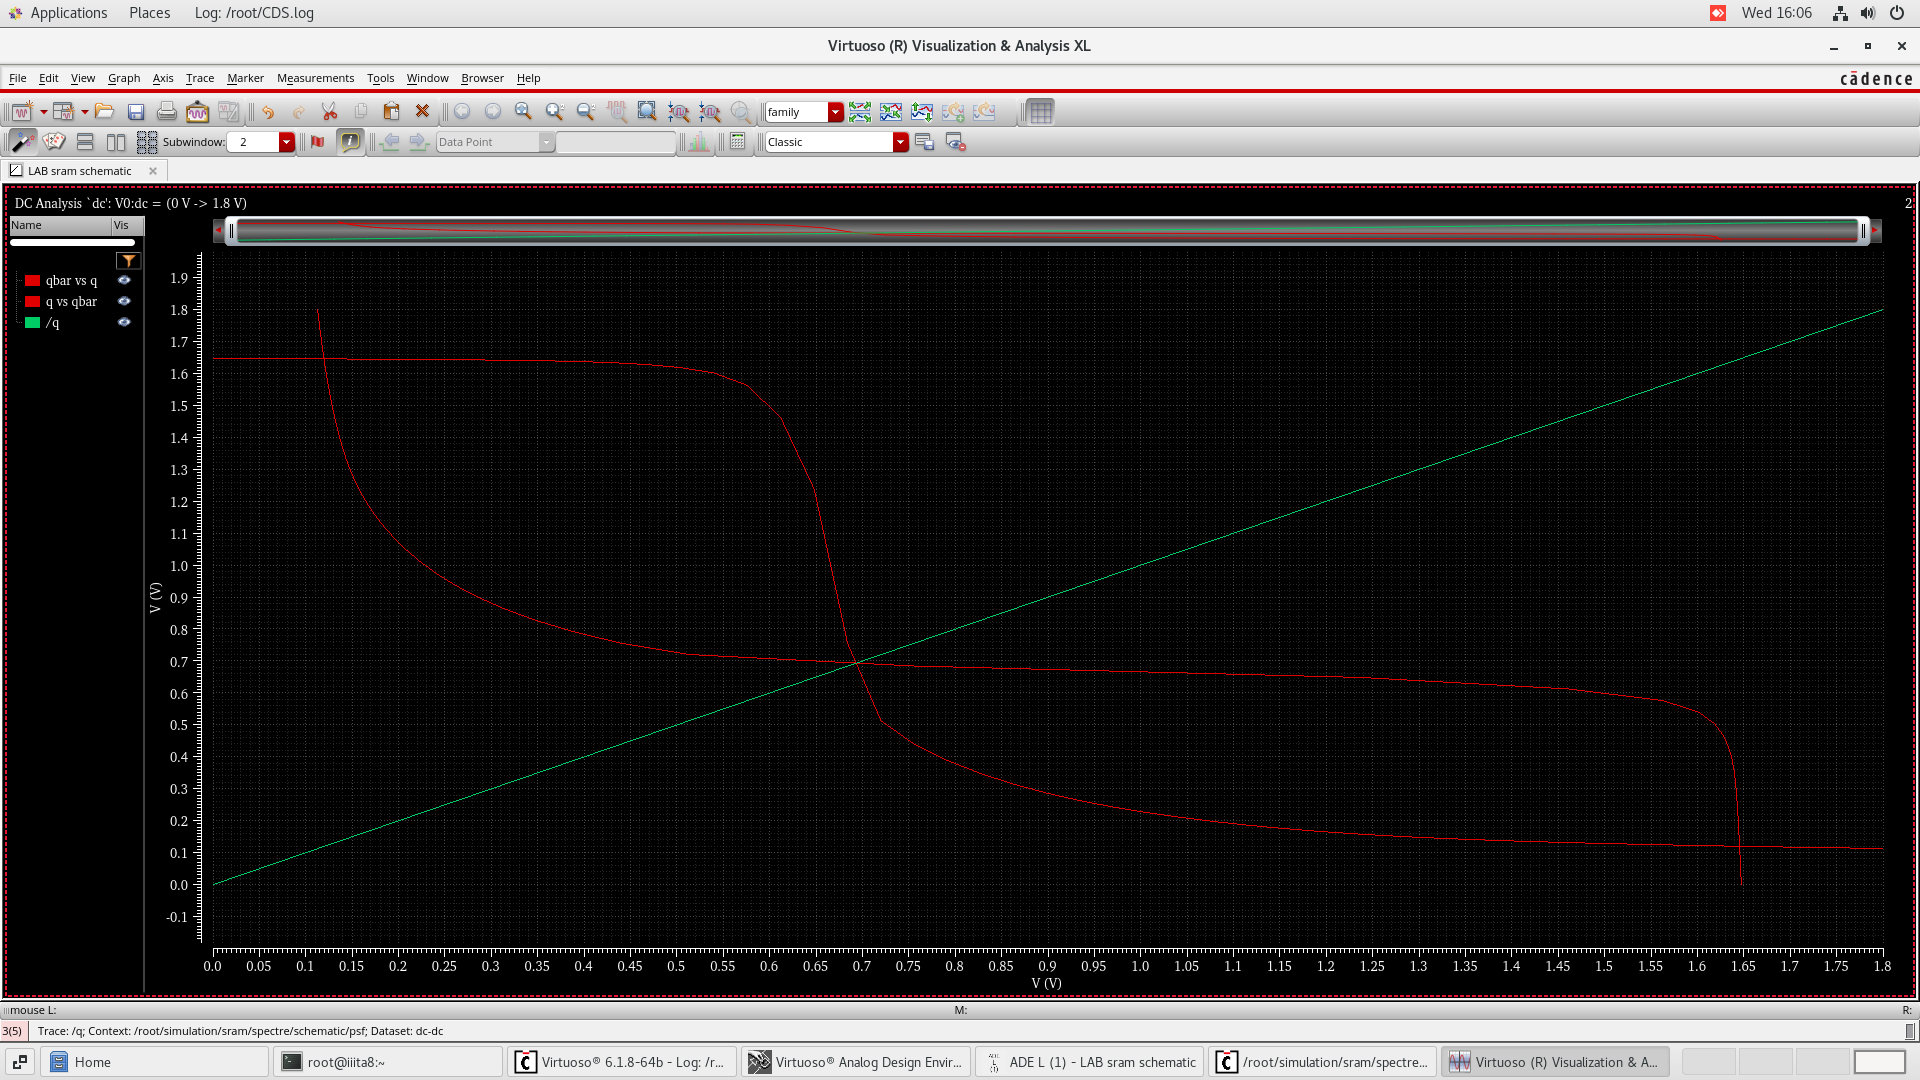 Applications Places Log: /root/CDS.log Wed 16:06
Virtuoso (R) Visualization & Analysis XL
File Edit View Graph Axis Trace Marker Measurements Tools Options Window Browser Help
cādence
family
Subwindow: 2 Data Point Classic
LAB sram schematic
DC Analysis `dc': V0:dc = (0 V -> 1.8 V)
2
Name Vis
qbar vs q
q vs qbar
/q
1.9
1.8
1.7
1.6
1.5
1.4
1.3
1.2
1.1
1.0
0.9
0.8
0.7
0.6
0.5
0.4
0.3
0.2
0.1
0.0
-0.1
V (V)
0.0 0.05 0.1 0.15 0.2 0.25 0.3 0.35 0.4 0.45 0.5 0.55 0.6 0.65 0.7 0.75 0.8 0.85 0.9 0.95 1.0 1.05 1.1 1.15 1.2 1.25 1.3 1.35 1.4 1.45 1.5 1.55 1.6 1.65 1.7 1.75 1.8
V (V)
mouse L: M: R:
3(5) Trace: /q; Context: /root/simulation/sram/spectre/schematic/psf; Dataset: dc-dc
Home root@iiita8:~ Virtuoso® 6.1.8-64b - Log: /r... Virtuoso® Analog Design Envir... ADE L (1) - LAB sram schematic /root/simulation/sram/spectre... Virtuoso (R) Visualization & A...